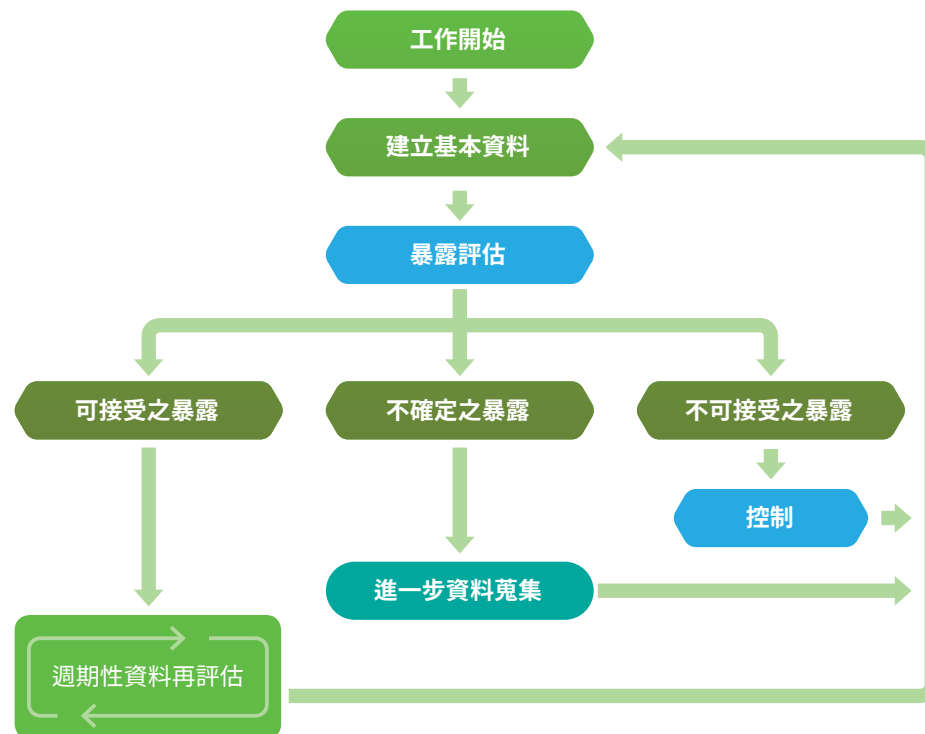 工作開始
建立基本資料
暴露評估
可接受之暴露
不確定之暴露
不可接受之暴露
控制
進一步資料蒐集
週期性資料再評估